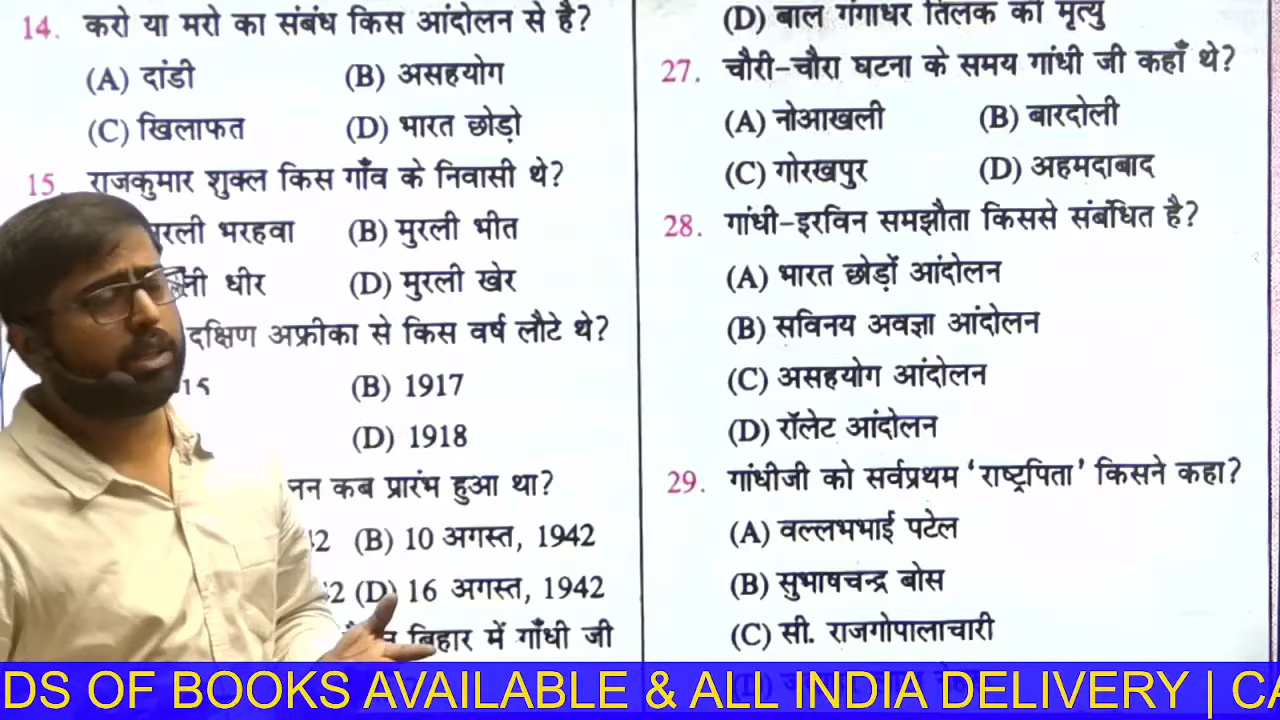 14. करो या मरो का संबंध किस आंदोलन से है?
(A) दांडी (B) असहयोग
(C) खिलाफत (D) भारत छोड़ो
15. राजकुमार शुक्ल किस गाँव के निवासी थे?
मुरली भरहवा (B) मुरली भीत
धीर (D) मुरली खेर
दक्षिण अफ्रीका से किस वर्ष लौटे थे?
15 (B) 1917
(D) 1918
कब प्रारंभ हुआ था?
(B) 10 अगस्त, 1942
(D) 16 अगस्त, 1942
बिहार में गाँधी जी
(D) बाल गंगाधर तिलक की मृत्यु
27. चौरी-चौरा घटना के समय गांधी जी कहाँ थे?
(A) नोआखली (B) बारदोली
(C) गोरखपुर (D) अहमदाबाद
28. गांधी-इरविन समझौता किससे संबंधित है?
(A) भारत छोड़ों आंदोलन
(B) सविनय अवज्ञा आंदोलन
(C) असहयोग आंदोलन
(D) रॉलेट आंदोलन
29. गांधीजी को सर्वप्रथम 'राष्ट्रपिता' किसने कहा?
(A) वल्लभभाई पटेल
(B) सुभाषचन्द्र बोस
(C) सी. राजगोपालाचारी
DS OF BOOKS AVAILABLE & ALL INDIA DELIVERY | CA